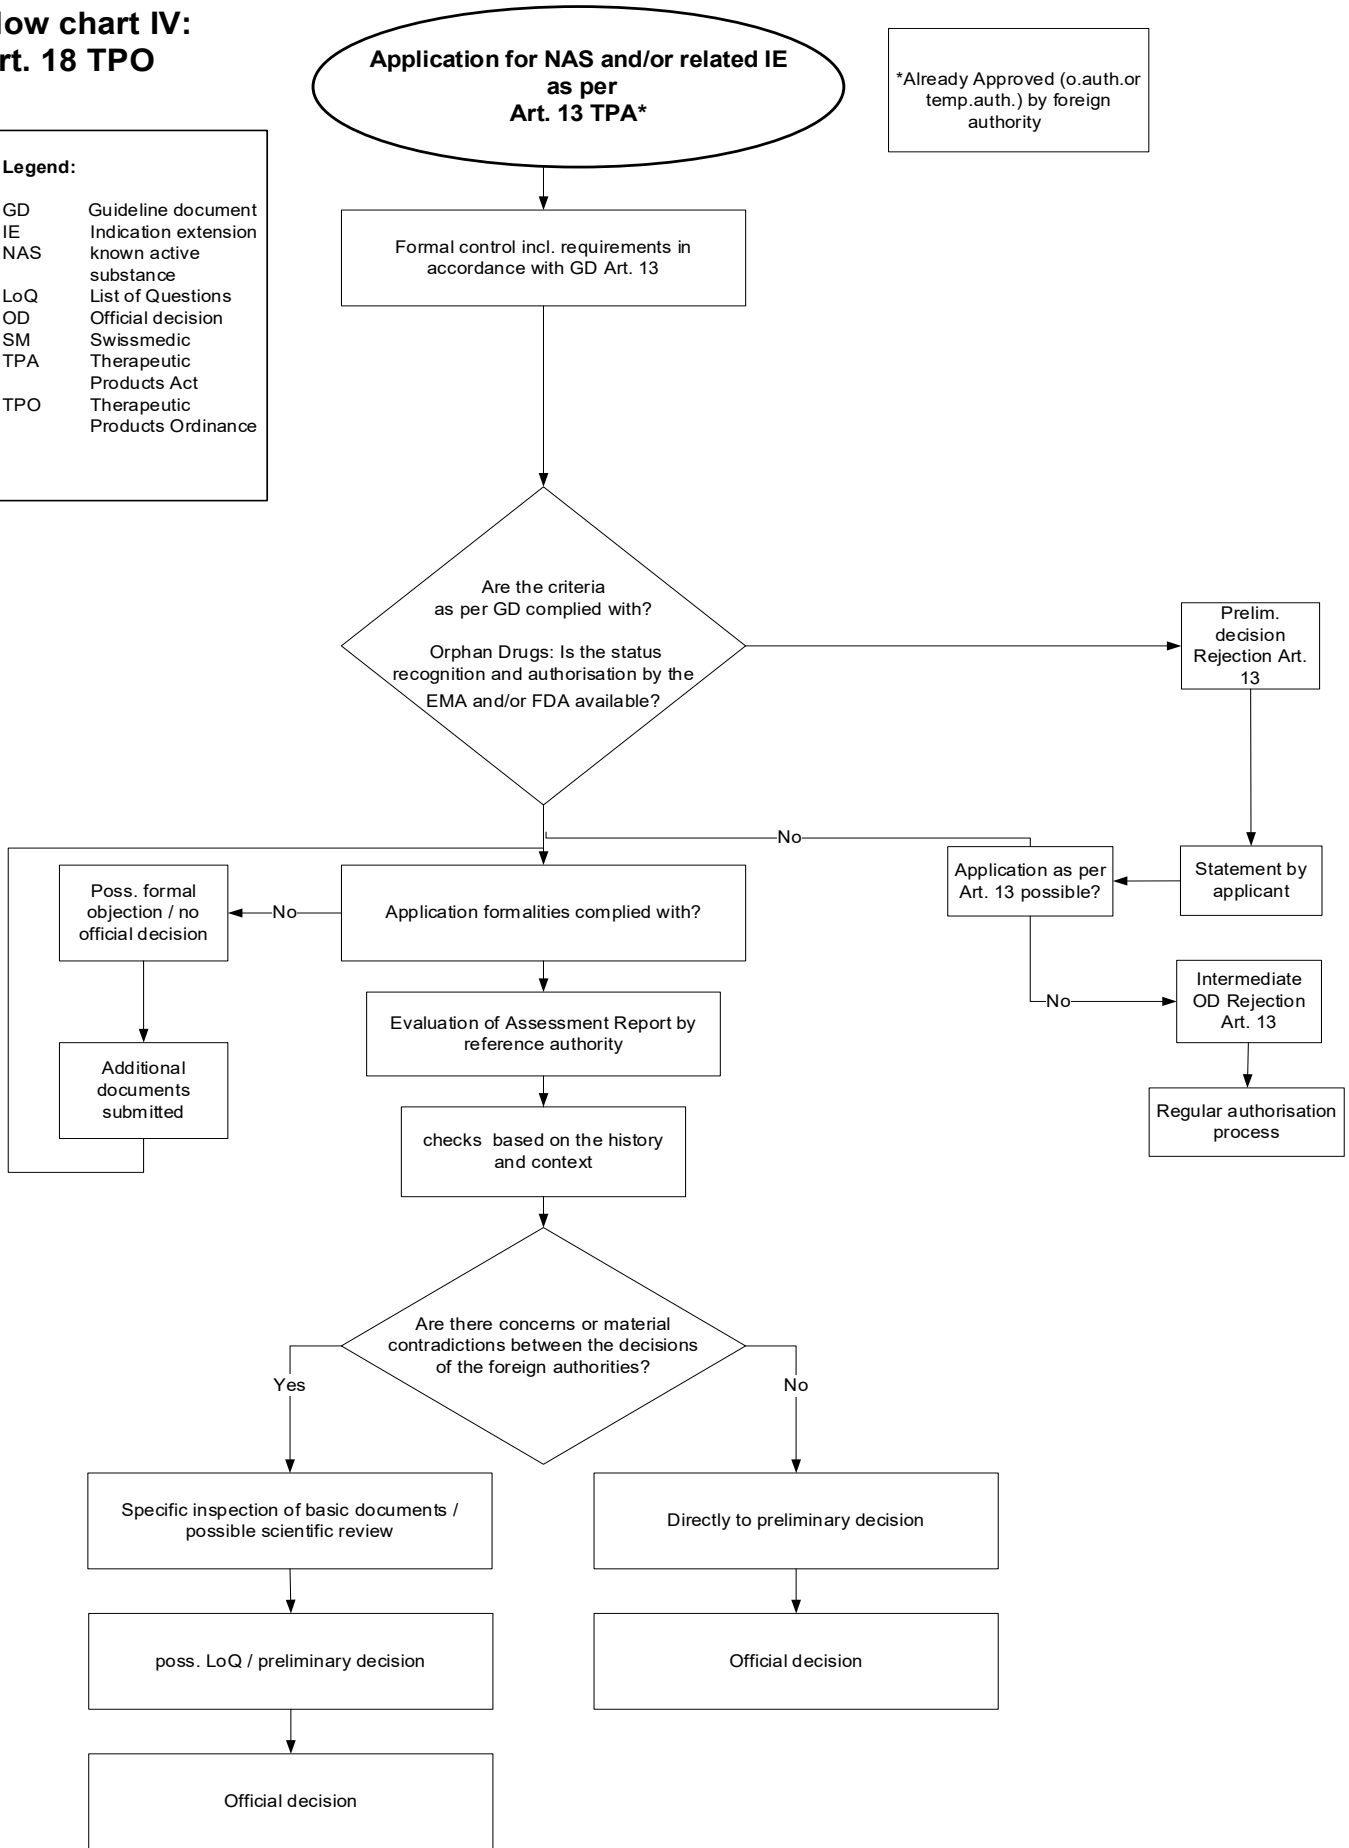 low chart IV:
rt. 18 TPO
Application for NAS and/or related IE
as per
Art. 13 TPA*
*Already Approved (o.auth.or
temp.auth.) by foreign
authority
Legend:
GD Guideline document
IE Indication extension
NAS known active
substance
LoQ List of Questions
OD Official decision
SM Swissmedic
TPA Therapeutic
Products Act
TPO Therapeutic
Products Ordinance
Formal control incl. requirements in
accordance with GD Art. 13
Are the criteria
as per GD complied with?
Orphan Drugs: Is the status
recognition and authorisation by the
EMA and/or FDA available?
Prelim.
decision
Rejection Art.
13
Statement by
applicant
Application as per
Art. 13 possible?
No
No
Intermediate
OD Rejection
Art. 13
Regular authorisation
process
Application formalities complied with?
No
Poss. formal
objection / no
official decision
Additional
documents
submitted
Evaluation of Assessment Report by
reference authority
checks based on the history
and context
Are there concerns or material
contradictions between the decisions
of the foreign authorities?
Yes
No
Specific inspection of basic documents /
possible scientific review
Directly to preliminary decision
poss. LoQ / preliminary decision
Official decision
Official decision